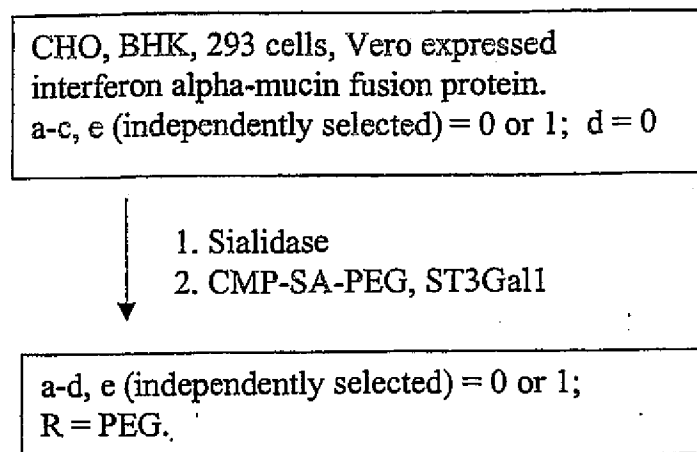 CHO, BHK, 293 cells, Vero expressed
interferon alpha-mucin fusion protein.
a-c, e (independently selected) = 0 or 1; d = 0
1. Sialidase
2. CMP-SA-PEG, ST3Gal1
a-d, e (independently selected) = 0 or 1;
R = PEG.